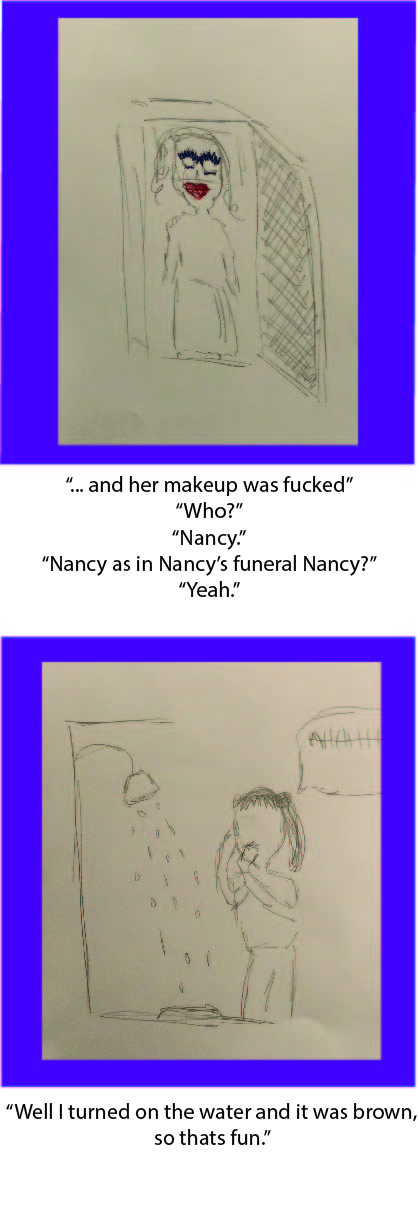 “... and her makeup was fucked”
“Who?”
“Nancy.”
“Nancy as in Nancy’s funeral Nancy?”
“Yeah.”
AHHHHH
“Well I turned on the water and it was brown,
so thats fun.”